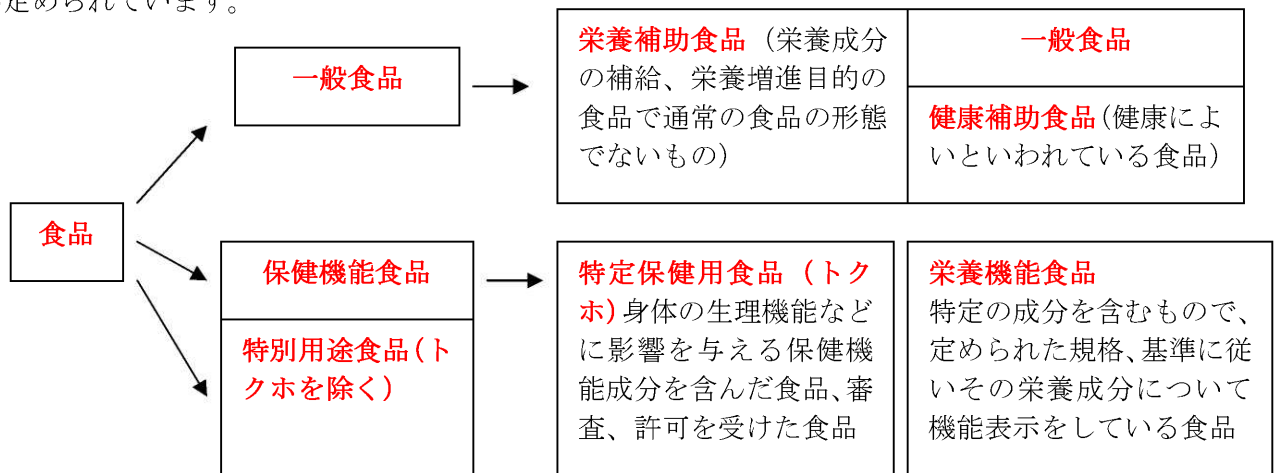 定められています。
一般食品
栄養補助食品（栄養成分
の補給、栄養増進目的の
食品で通常の食品の形態
でないもの）
一般食品
健康補助食品(健康によ
いといわれている食品）
食品
保健機能食品
特別用途食品（ト
クホを除く）
特定保健用食品（トク
ホ）身体の生理機能など
に影響を与える保健機
能成分を含んだ食品、審
査、許可を受けた食品
栄養機能食品
特定の成分を含むもので、
定められた規格、基準に従
いその栄養成分について
機能表示をしている食品